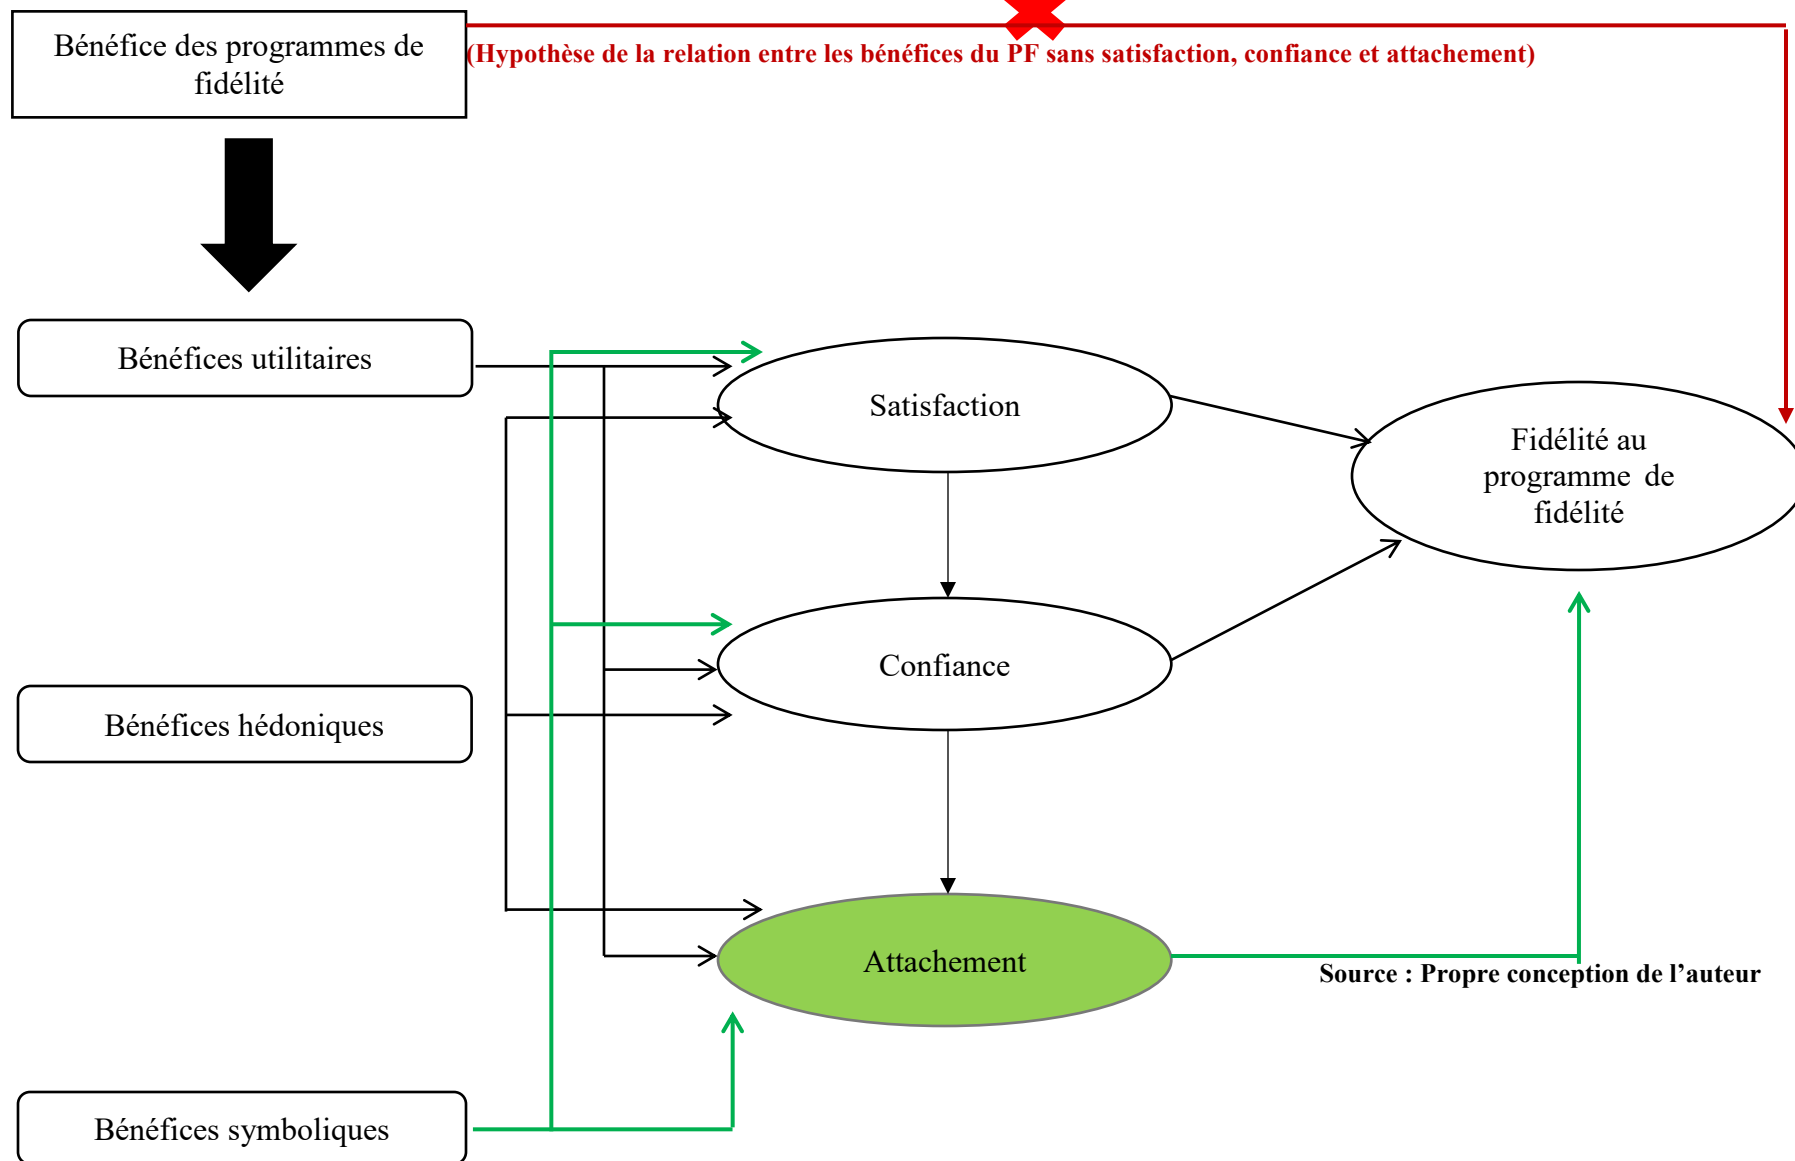 Bénéfice des programmes de
fidélité
(Hypothèse de la relation entre les bénéfices du PF sans satisfaction, confiance et attachement)
Bénéfices utilitaires
Satisfaction
Fidélité au
programme de
fidélité
Confiance
Bénéfices hédoniques
Attachement
Source : Propre conception de l’auteur
Bénéfices symboliques